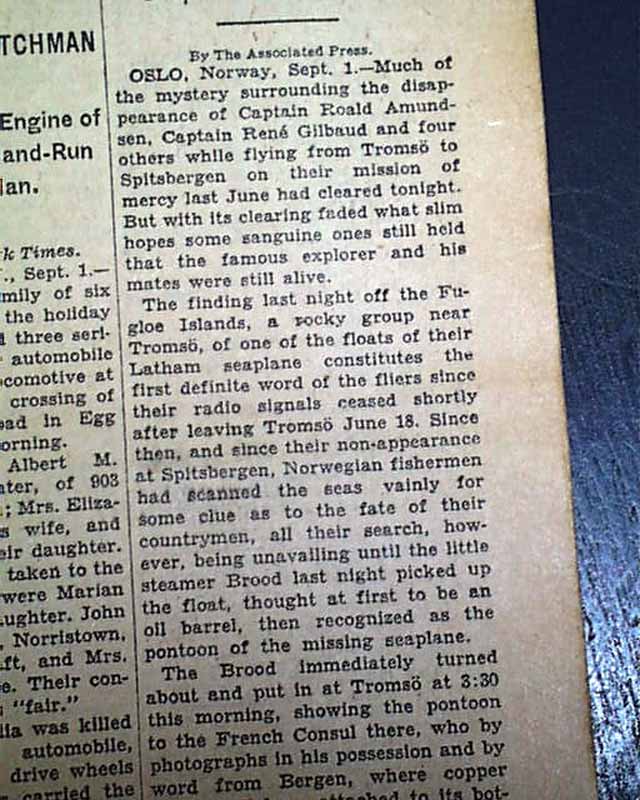 TCHMAN
Engine of
and-Run
k Times.
Sept. 1.—
mily of six
the holiday
three seri-
automobile
ocomotive at
crossing of
ead in Egg
orning.
Albert M.
ater, of 903
; Mrs. Eliza-
s wife, and
eir daughter.
taken to the
were Marian
aughter. John
, Norristown,
ft, and Mrs.
e. Their con-
"fair."
lia was killed
automobile,
drive wheels
carried the
By The Associated Press.
OSLO, Norway, Sept. 1.—Much of
the mystery surrounding the disap-
pearance of Captain Roald Amund-
sen, Captain René Gilbaud and four
others while flying from Tromsö to
Spitsbergen on their mission of
mercy last June had cleared tonight.
But with its clearing faded what slim
hopes some sanguine ones still held
that the famous explorer and his
mates were still alive.
The finding last night off the Fu-
gloe Islands, a rocky group near
Tromsö, of one of the floats of their
Latham seaplane constitutes the
first definite word of the fliers since
their radio signals ceased shortly
after leaving Tromsö June 18. Since
then, and since their non-appearance
at Spitsbergen, Norwegian fishermen
had scanned the seas vainly for
some clue as to the fate of their
countrymen, all their search, how-
ever, being unavailing until the little
steamer Brood last night picked up
the float, thought at first to be an
oil barrel, then recognized as the
pontoon of the missing seaplane.
The Brood immediately turned
about and put in at Tromsö at 3:30
this morning, showing the pontoon
to the French Consul there, who by
photographs in his possession and by
word from Bergen, where copper
attached to its bot-